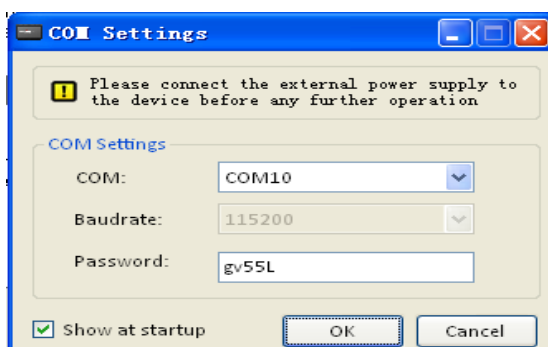 COM Settings
Please connect the external power supply to
the device before any further operation
COM Settings
COM: COM10
Baudrate: 115200
Password: gv55L
Show at startup OK Cancel